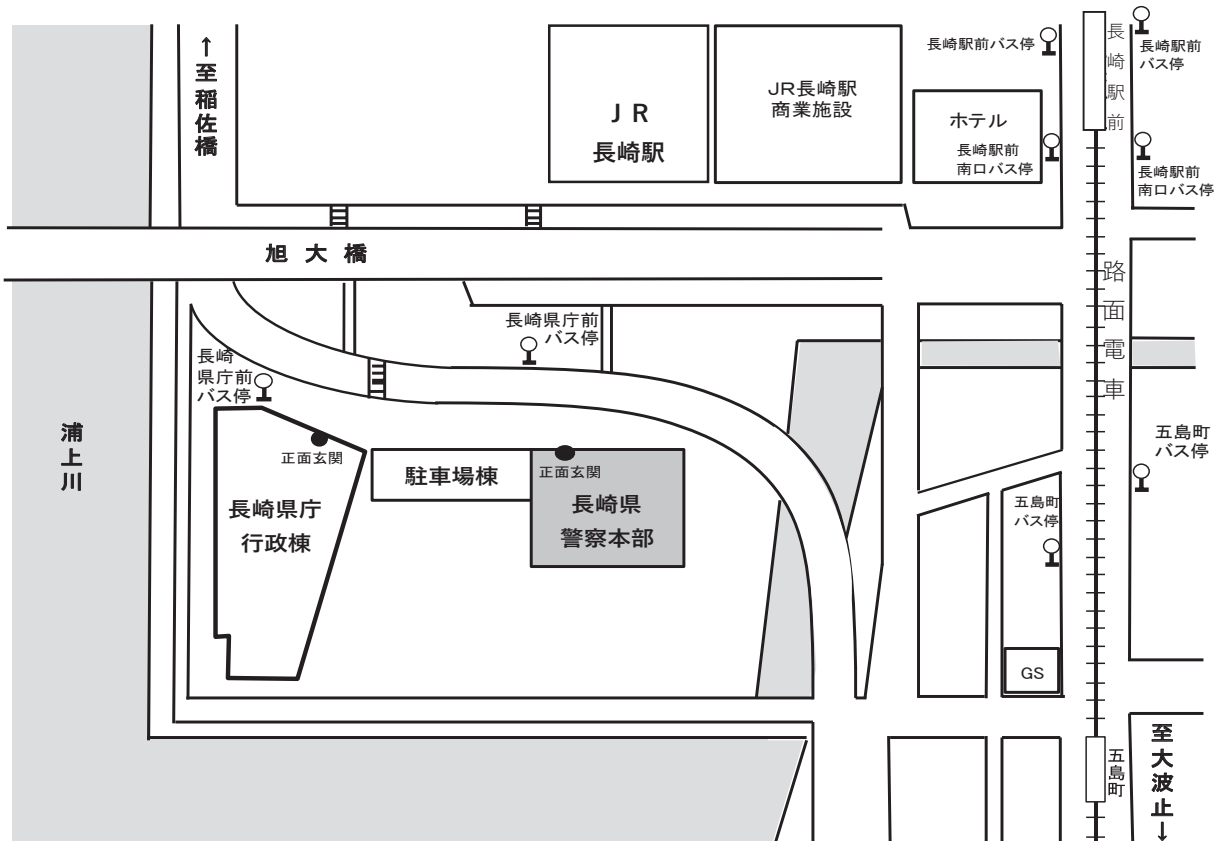 ↑至稲佐橋
JR
長崎駅
JR長崎駅
商業施設
長崎駅前バス停
ホテル
長崎駅前
南口バス停
長崎駅前
長崎駅前
バス停
長崎駅前
南口バス停
旭大橋
路面電車
長崎県庁前
バス停
長崎
県庁前
バス停
浦上川
正面玄関
長崎県庁
行政棟
駐車場棟
正面玄関
長崎県
警察本部
五島町
バス停
五島町
バス停
GS
五島町
至大波止↓